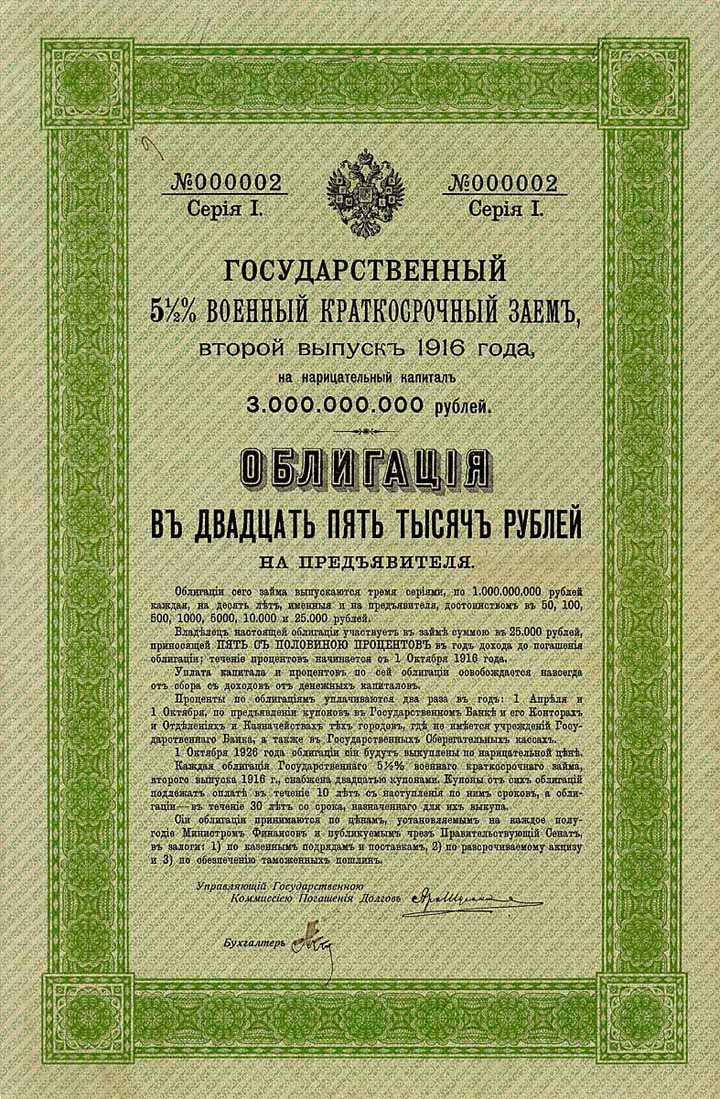 №000002
Серія I.
№000002
Серія I.
ГОСУДАРСТВЕННЫЙ
5½% ВОЕННЫЙ КРАТКОСРОЧНЫЙ ЗАЕМЪ,
ВТОРОЙ ВЫПУСКЪ 1916 ГОДА,
на нарицательный капиталъ
3.000.000.000 рублей.
ОБЛИГАЦІЯ
ВЪ ДВАДЦАТЬ ПЯТЬ ТЫСЯЧЪ РУБЛЕЙ
НА ПРЕДЪЯВИТЕЛЯ.
Облигаціи сего займа выпускаются тремя серіями, по 1.000.000,000 рублей
каждая, на десять лѣтъ, именныя и на предъявителя, достоинствомъ въ 50, 100,
500, 1000, 5000, 10.000 и 25.000 рублей.
Владѣлецъ настоящей облигаціи участвуетъ въ займѣ суммою въ 25.000 рублей,
приносящей ПЯТЬ СЪ ПОЛОВИНОЮ ПРОЦЕНТОВЪ въ годъ дохода до погашенія
облигаціи; теченіе процентовъ начинается съ 1 Октября 1916 года.
Уплата капитала и процентовъ по сей облигаціи освобождается навсегда
отъ сбора съ доходовъ отъ денежныхъ капиталовъ.
Проценты по облигаціямъ уплачиваются два раза въ годъ: 1 Апрѣля и
1 Октября, по предъявленіи купоновъ въ Государственномъ Банкѣ и его Конторахъ
и Отдѣленіяхъ и Казначействахъ тѣхъ городовъ, гдѣ не имѣется учрежденій Госу-
дарственнаго Банка, а также въ Государственныхъ Сберегательныхъ кассахъ.
1 Октября 1926 года облигаціи сіи будутъ выкуплены по нарицательной цѣнѣ.
Каждая облигація Государственнаго 5½% военнаго краткосрочнаго займа,
второго выпуска 1916 г., снабжена двадцатью купонами. Купоны отъ сихъ облигацій
подлежатъ оплатѣ въ теченіе 10 лѣтъ съ наступленія по нимъ сроковъ, а обли-
гаціи—въ теченіе 30 лѣтъ со срока, назначеннаго для ихъ выкупа.
Сіи облигаціи принимаются по цѣнамъ, установляемымъ на каждое полу-
годіе Министромъ Финансовъ и публикуемымъ чрезъ Правительствующій Сенатъ,
въ залоги: 1) по казеннымъ подрядамъ и поставкамъ, 2) по разсрочиваемому акцизу
и 3) по обезпеченію таможенныхъ пошлинъ.
Управляющій Государственною
Коммиссіею Погашенія Долговъ
Бухгалтеръ